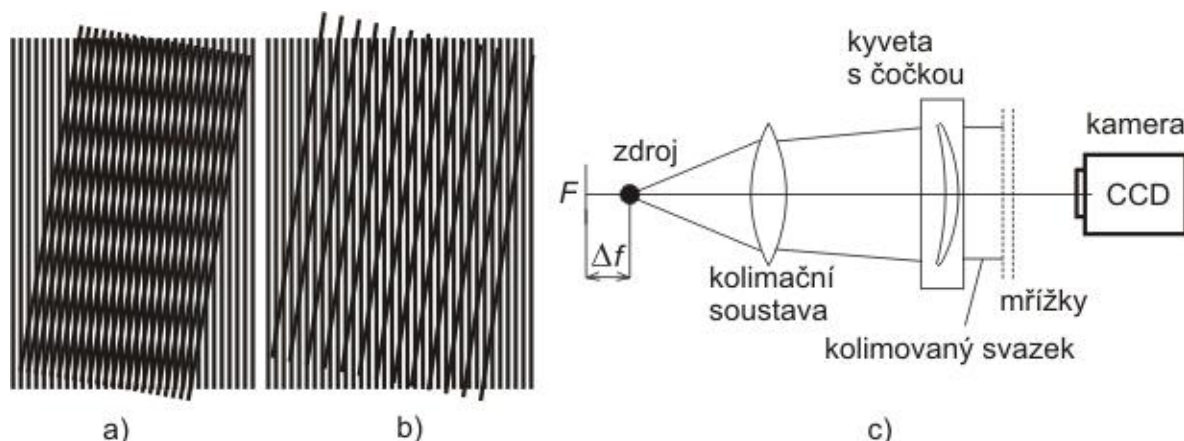 a)
b)
F
zdroj
Δf
kolimační
soustava
kyveta
s čočkou
kolimovaný svazek
mřížky
kamera
CCD
c)